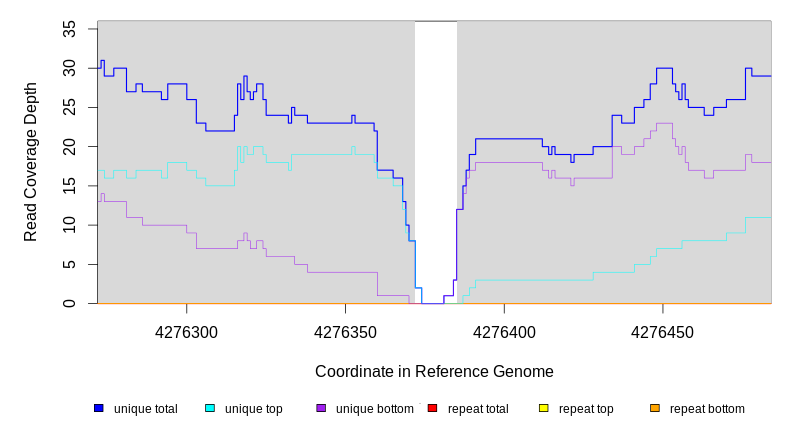 35
30
25
20
15
10
5
0
Read Coverage Depth
4276300 4276350 4276400 4276450
Coordinate in Reference Genome
unique total unique top unique bottom repeat total repeat top repeat bottom